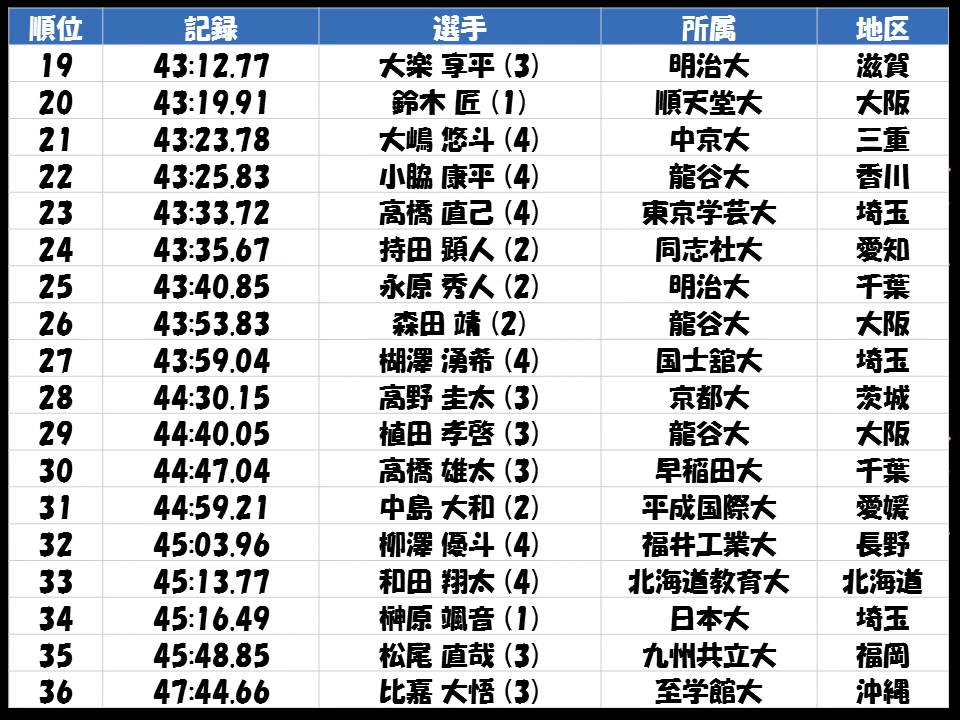 順位 記録 選手 所属 地区
19 43:12.77 大楽 享平 (3) 明治大 滋賀
20 43:19.91 鈴木 匠 (1) 順天堂大 大阪
21 43:23.78 大嶋 悠斗 (4) 中京大 三重
22 43:25.83 小脇 康平 (4) 龍谷大 香川
23 43:33.72 高橋 直己 (4) 東京学芸大 埼玉
24 43:35.67 持田 顕人 (2) 同志社大 愛知
25 43:40.85 永原 秀人 (2) 明治大 千葉
26 43:53.83 森田 靖 (2) 龍谷大 大阪
27 43:59.04 楜澤 湧希 (4) 国士舘大 埼玉
28 44:30.15 高野 圭太 (3) 京都大 茨城
29 44:40.05 植田 孝啓 (3) 龍谷大 大阪
30 44:47.04 高橋 雄太 (3) 早稲田大 千葉
31 44:59.21 中島 大和 (2) 平成国際大 愛媛
32 45:03.96 柳澤 優斗 (4) 福井工業大 長野
33 45:13.77 和田 翔太 (4) 北海道教育大 北海道
34 45:16.49 榊原 颯音 (1) 日本大 埼玉
35 45:48.85 松尾 直哉 (3) 九州共立大 福岡
36 47:44.66 比嘉 大悟 (3) 至学館大 沖縄